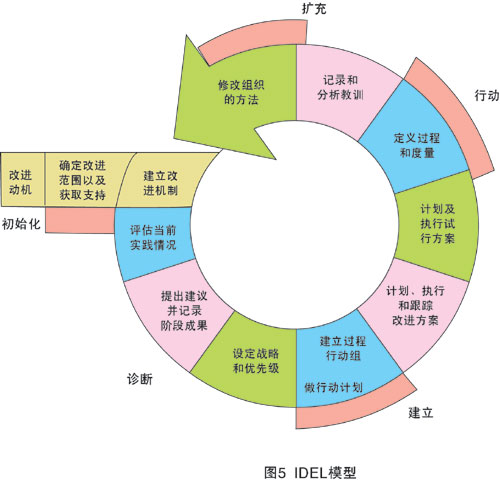 扩充
修改组织
的方法
记录和
分析教训
行动
定义过程
和度量
改进
动机
确定改进
范围以及
获取支持
建立改
进机制
初始化
评估当前
实践情况
计划及
执行试
行方案
提出建议
并记录
阶段成果
计划、执行
和跟踪
改进方案
设定战略
和优先级
建立过程
行动组
做行动计划
诊断
建立
图5 IDEL模型